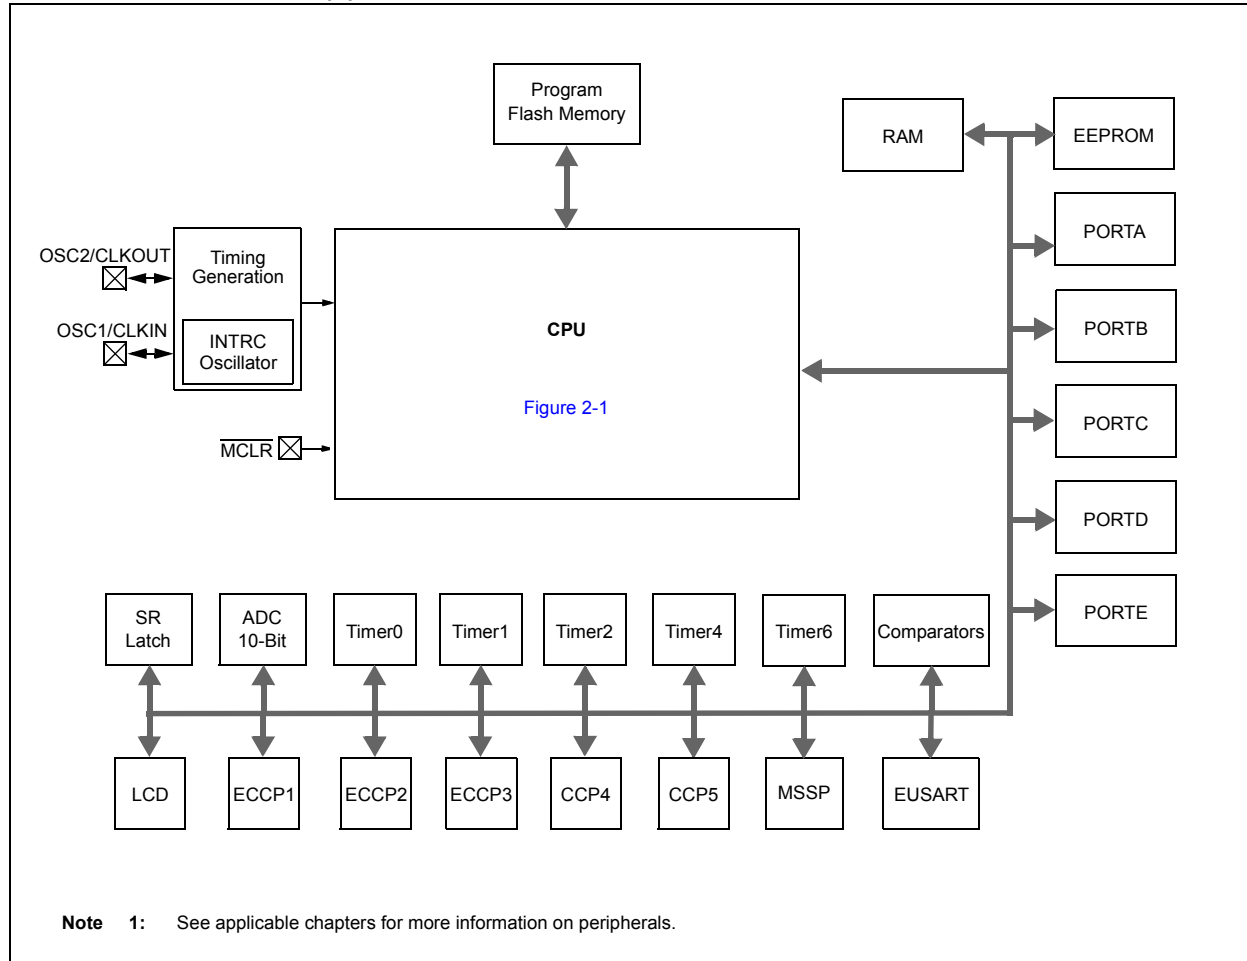 Program
Flash Memory
RAM
EEPROM
PORTA
OSC2/CLKOUT
Timing
Generation
OSC1/CLKIN
INTRC
Oscillator
CPU
PORTB
Figure 2-1
PORTC
MCLR
PORTD
SR
Latch
ADC
10-Bit
Timer0
Timer1
Timer2
Timer4
Timer6
Comparators
PORTE
LCD
ECCP1
ECCP2
ECCP3
CCP4
CCP5
MSSP
EUSART
Note 1: See applicable chapters for more information on peripherals.